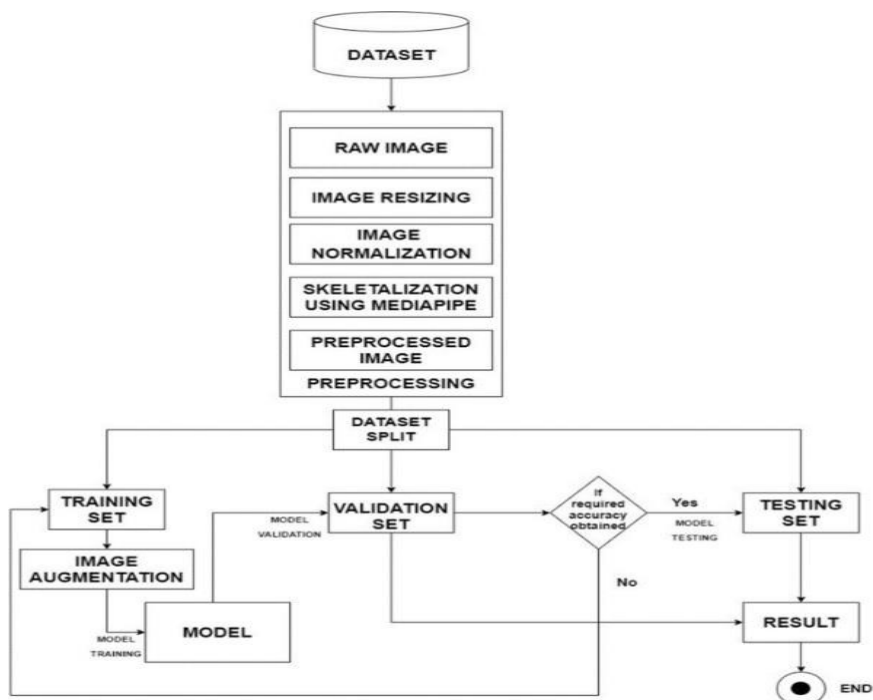 DATASET
RAW IMAGE
IMAGE RESIZING
IMAGE
NORMALIZATION
SKELETALIZATION
USING MEDIAPIPE
PREPROCESSED
IMAGE
PREPROCESSING
DATASET
SPLIT
TRAINING
SET
IMAGE
AUGMENTATION
MODEL
TRAINING
MODEL
MODEL
VALIDATION
VALIDATION
SET
If
required
accuracy
obtained
Yes
MODEL
TESTING
No
TESTING
SET
RESULT
END